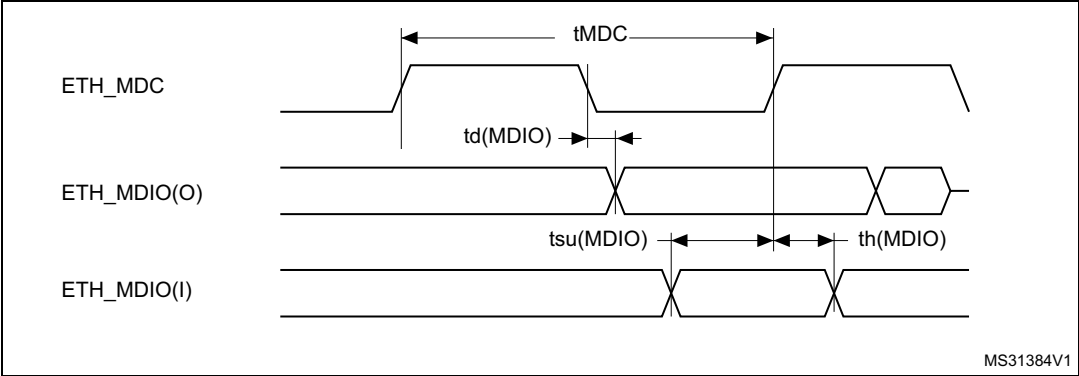 tMDC
ETH_MDC
td(MDIO)
ETH_MDIO(O)
tsu(MDIO)
th(MDIO)
ETH_MDIO(I)
MS31384V1